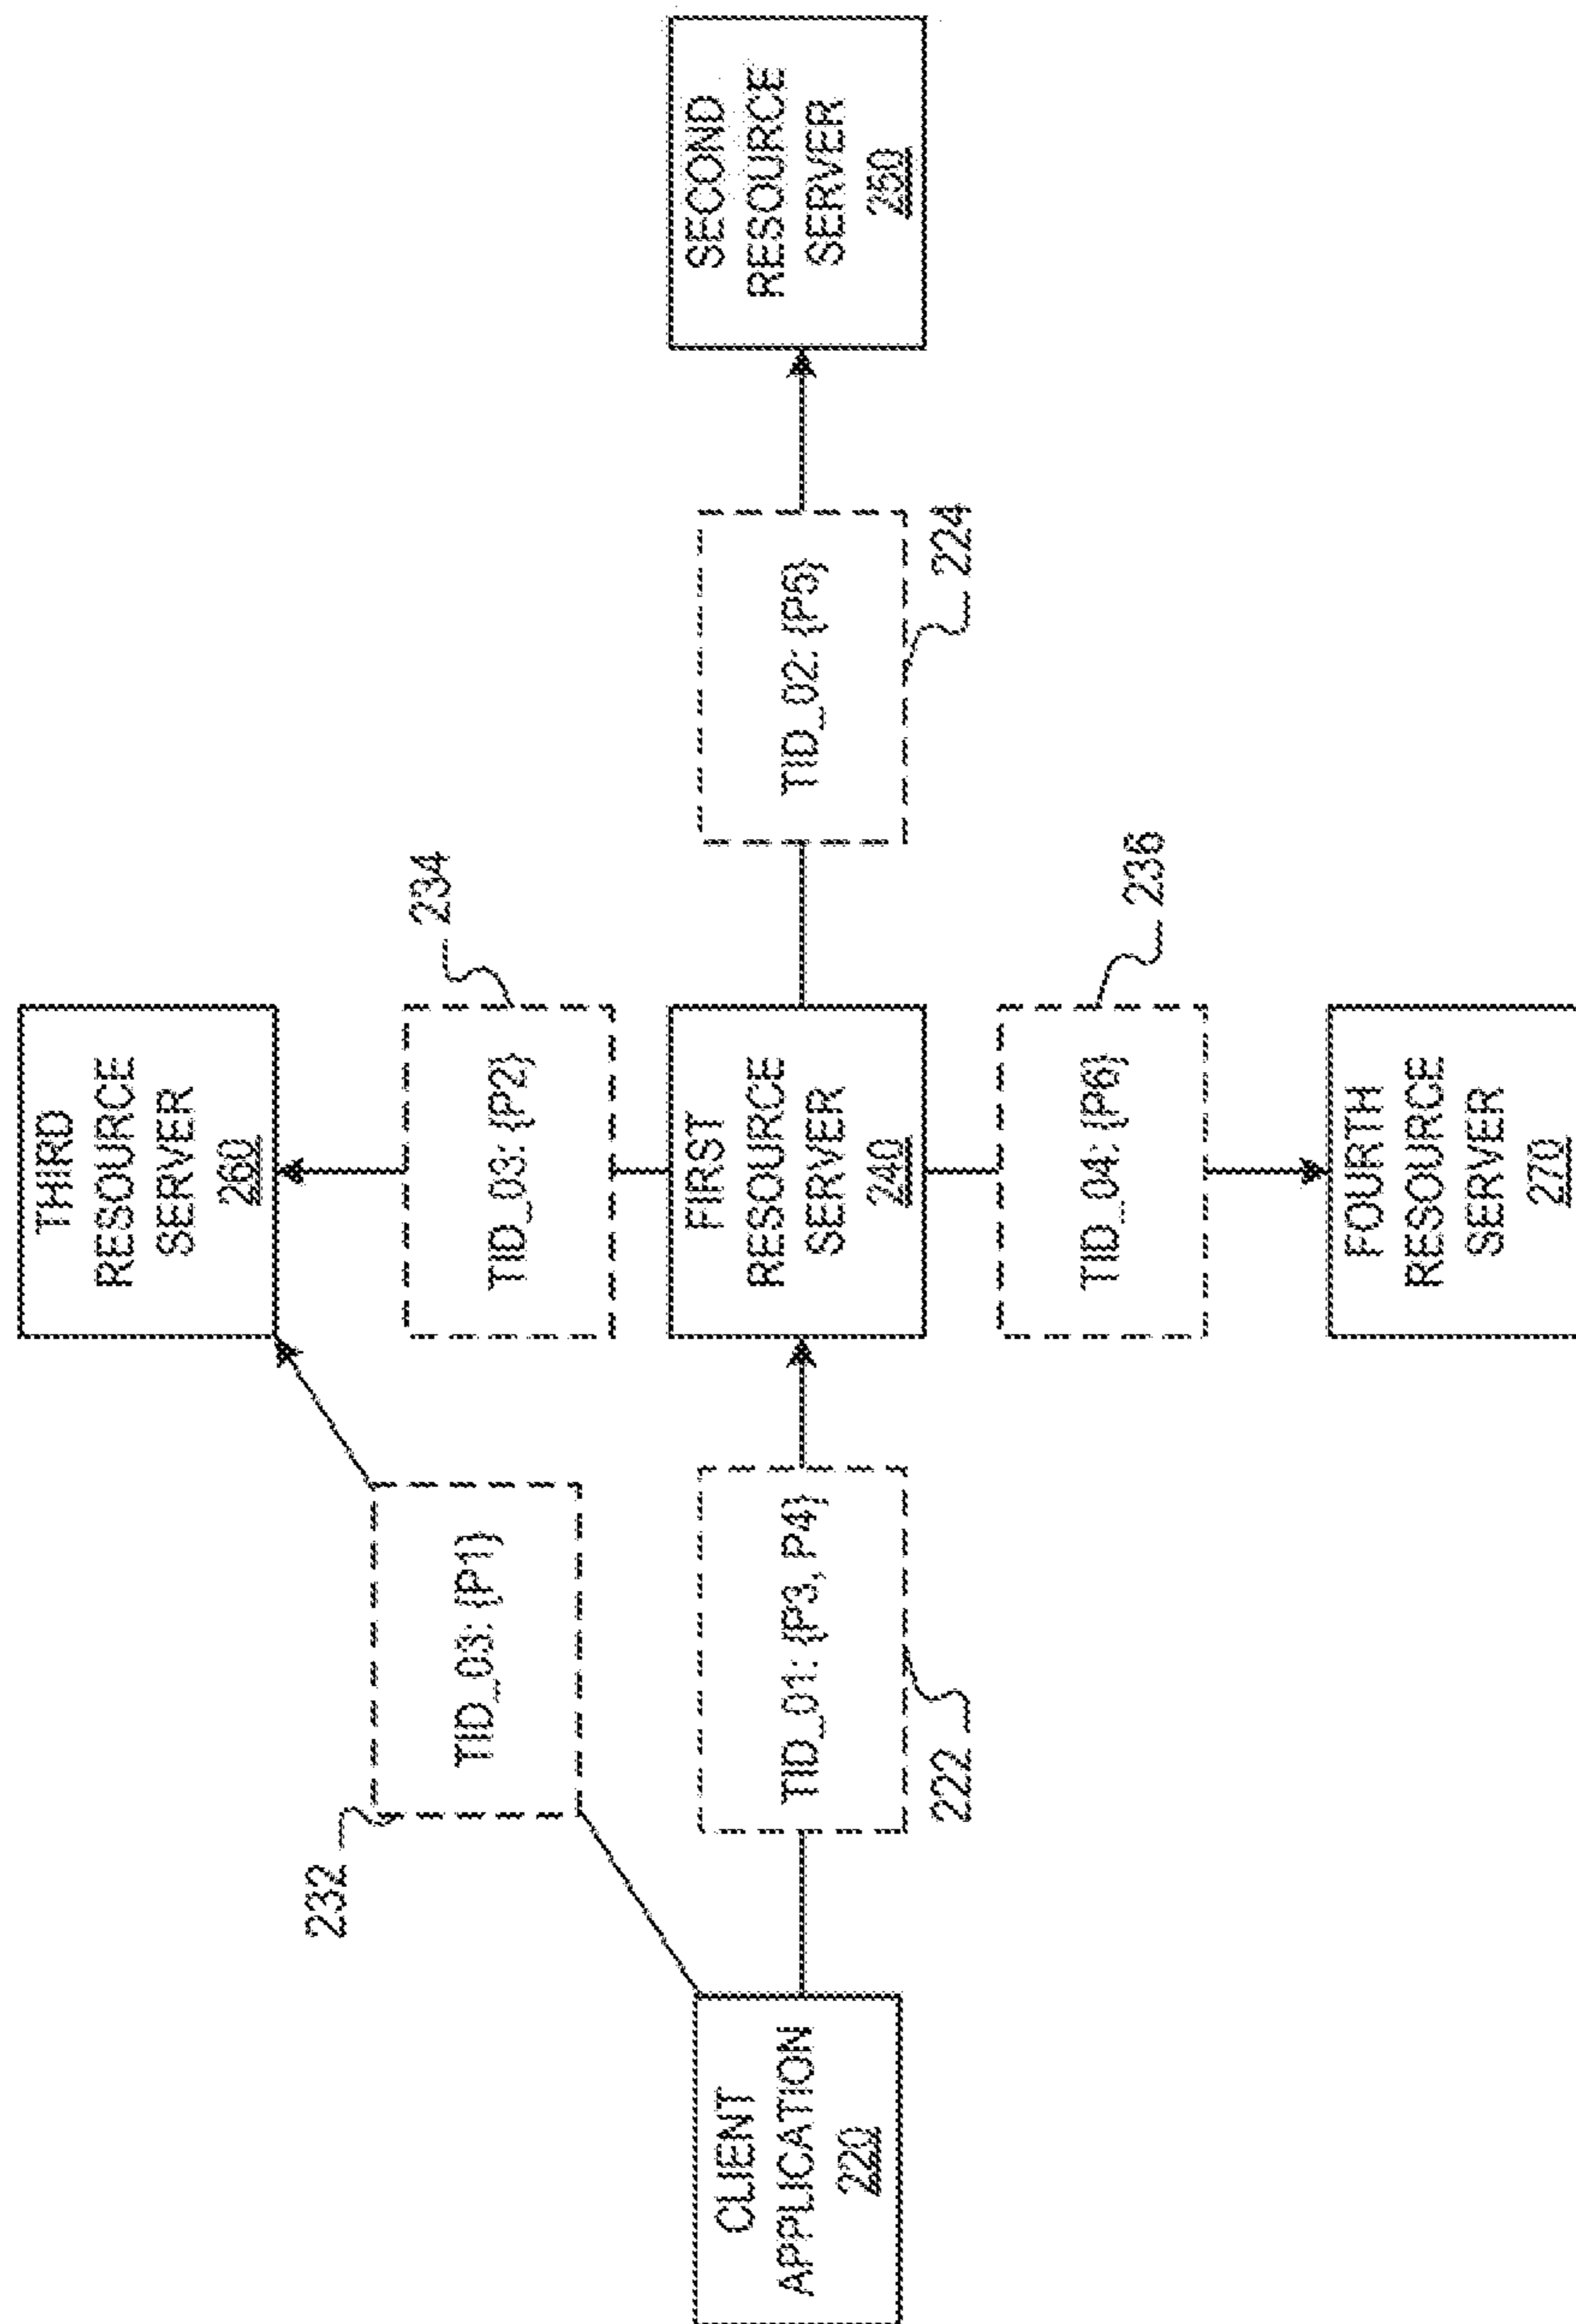 THIRD
RESOURCE
SERVER
260
232
TID_03: {P1}
234
TID_03: {P2}
CLIENT
APPLICATION
220
TID_01: {P3, P4}
222
FIRST
RESOURCE
SERVER
240
TID_02: {P5}
224
SECOND
RESOURCE
SERVER
250
TID_04: {P6}
236
FOURTH
RESOURCE
SERVER
270